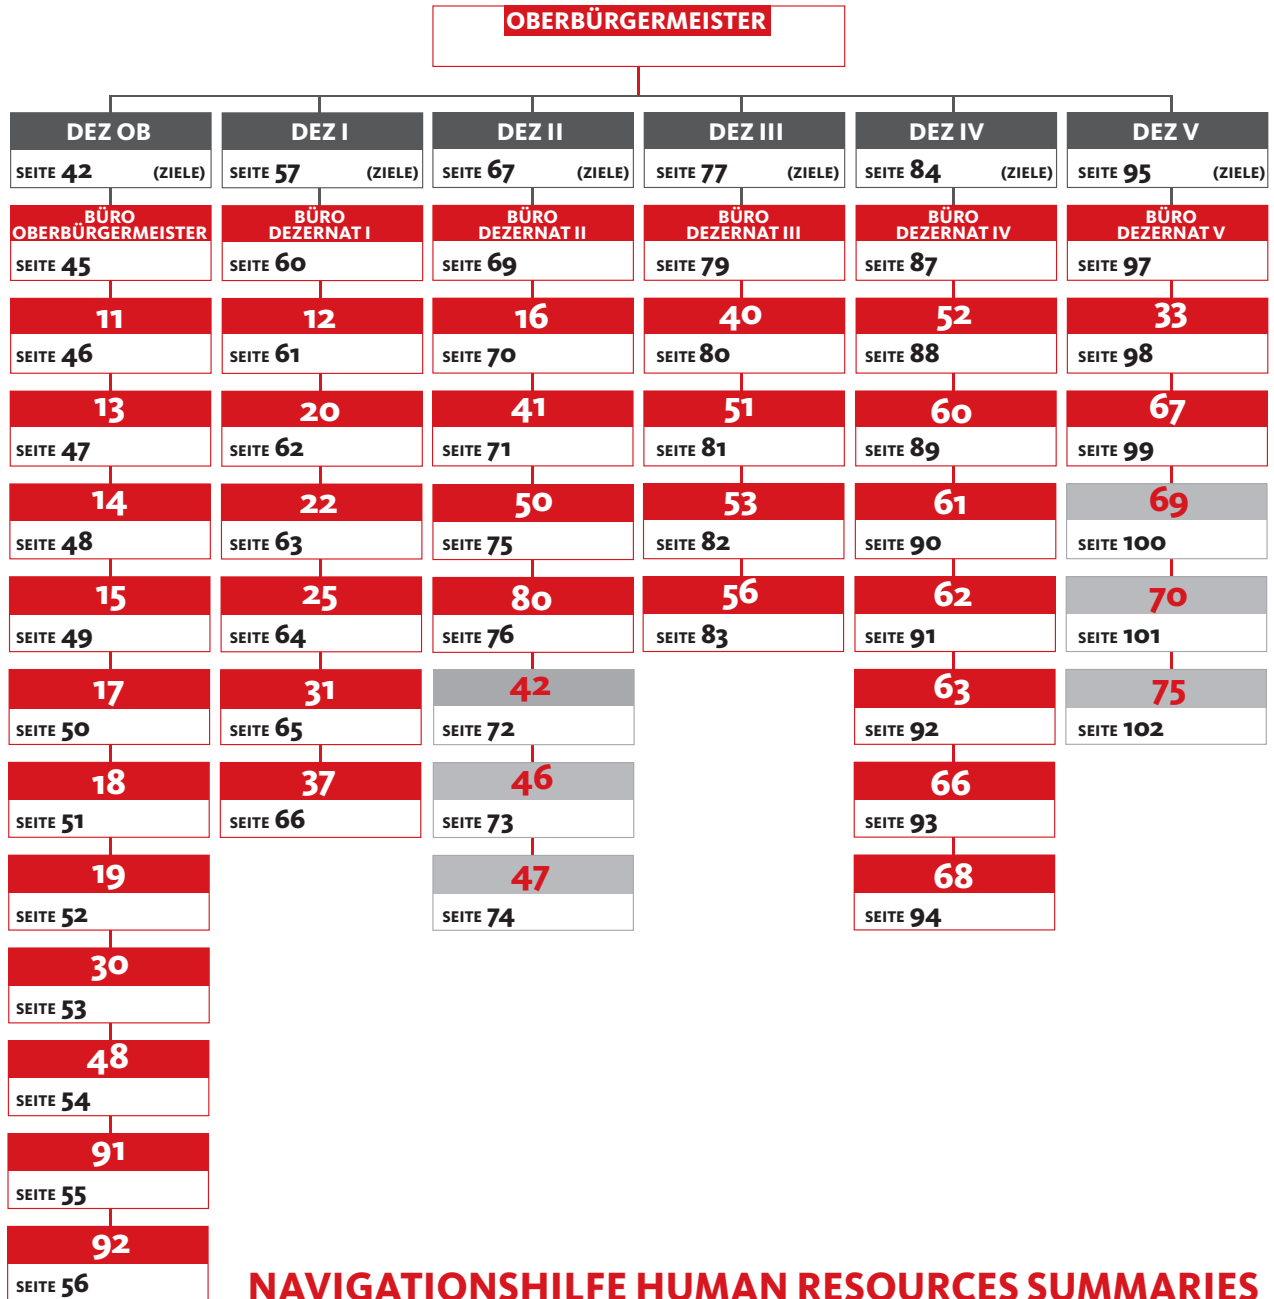 OBERBÜRGERMEISTER
DEZ OB
SEITE 42 (ZIELE)
BÜRO
OBERBÜRGERMEISTER
SEITE 45
11
SEITE 46
13
SEITE 47
14
SEITE 48
15
SEITE 49
17
SEITE 50
18
SEITE 51
19
SEITE 52
30
SEITE 53
48
SEITE 54
91
SEITE 55
92
SEITE 56
DEZ I
SEITE 57 (ZIELE)
BÜRO
DEZERNAT I
SEITE 60
12
SEITE 61
20
SEITE 62
22
SEITE 63
25
SEITE 64
31
SEITE 65
37
SEITE 66
DEZ II
SEITE 67 (ZIELE)
BÜRO
DEZERNAT II
SEITE 69
16
SEITE 70
41
SEITE 71
50
SEITE 75
80
SEITE 76
42
SEITE 72
46
SEITE 73
47
SEITE 74
DEZ III
SEITE 77 (ZIELE)
BÜRO
DEZERNAT III
SEITE 79
40
SEITE 80
51
SEITE 81
53
SEITE 82
56
SEITE 83
DEZ IV
SEITE 84 (ZIELE)
BÜRO
DEZERNAT IV
SEITE 87
52
SEITE 88
60
SEITE 89
61
SEITE 90
62
SEITE 91
63
SEITE 92
66
SEITE 93
68
SEITE 94
DEZ V
SEITE 95 (ZIELE)
BÜRO
DEZERNAT V
SEITE 97
33
SEITE 98
67
SEITE 99
69
SEITE 100
70
SEITE 101
75
SEITE 102
NAVIGATIONSHILFE HUMAN RESOURCES SUMMARIES